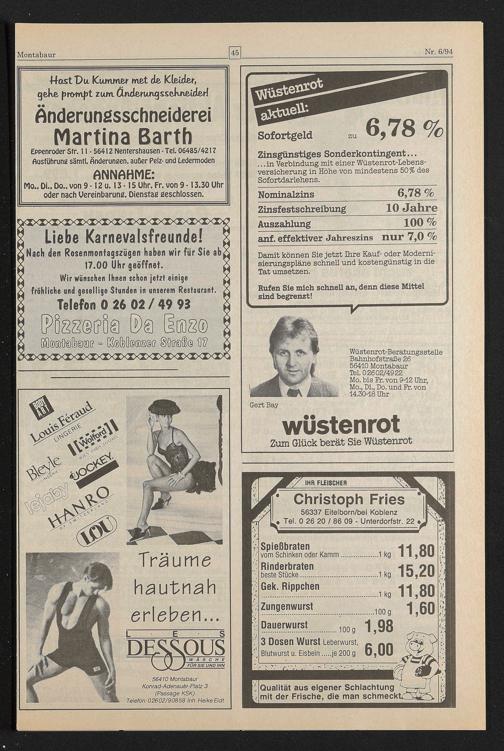 Montabaur
45
Nr. 6/94
Hast Du Kummer met de Kleider,
gehe prompt zum Änderungsschneider!
Änderungsschneiderei
Martina Barth
Eppenroder Str. 11 - 56412 Nentershausen - Tel. 06485/4217
Ausführung sämtl. Änderungen, außer Pelz- und Ledermoden
ANNAHME:
Mo., Di., Do., von 9 - 12 u. 13 - 15 Uhr. Fr. von 9 - 13.30 Uhr
oder nach Vereinbarung. Dienstag geschlossen.
Liebe Karnevalsfreunde!
Nach den Rosenmontagszügen haben wir für Sie ab
17.00 Uhr geöffnet.
Wir wünschen Ihnen schon jetzt einige
fröhliche und gesellige Stunden in unserem Restaurant.
Telefon 0 26 02 / 49 93
Pizzeria Da Enzo
Montabaur - Koblenzer Straße 17
Louis Féraud
LINGERIE
Wolford
Bleyle
JOCKEY
lejaby
HANRO
LOU
Träume
hautnah
erleben...
LES
DESSOUS
WÄSCHE
FÜR SIE UND IHN
56410 Montabaur
Konrad-Adenauer-Platz 3
(Passage KSK)
Telefon 02602/90858 Inh. Heike Eidt
Wüstenrot
aktuell:
Sofortgeld zu 6,78 %
Zinsgünstiges Sonderkontingent...
...in Verbindung mit einer Wüstenrot-Lebens-
versicherung in Höhe von mindestens 50% des
Sofortdarlehens.
Nominalzins 6,78 %
Zinsfestschreibung 10 Jahre
Auszahlung 100 %
anf. effektiver Jahreszins nur 7,0 %
Damit können Sie jetzt Ihre Kauf- oder Moderni-
sierungspläne schnell und kostengünstig in die
Tat umsetzen.
Rufen Sie mich schnell an, denn diese Mittel
sind begrenzt!
Gert Bay
Wüstenrot-Beratungsstelle
Bahnhofstraße 26
56410 Montabaur
Tel. 02602/4922
Mo. bis Fr. von 9-12 Uhr,
Mo., Di., Do. und Fr. von
14.30-18 Uhr
wüstenrot
Zum Glück berät Sie Wüstenrot
IHR FLEISCHER
Christoph Fries
56337 Eitelborn/bei Koblenz
Tel. 0 26 20 / 86 09 - Unterdorfstr. 22
Spießbraten
vom Schinken oder Kamm ............ 1 kg 11,80
Rinderbraten
beste Stücke ............ 1 kg 15,20
Gek. Rippchen
............ 1 kg 11,80
Zungenwurst
............ 100 g 1,60
Dauerwurst
............ 100 g 1,98
3 Dosen Wurst Leberwurst,
Blutwurst u. Eisbein ....je 200 g 6,00
Qualität aus eigener Schlachtung
mit der Frische, die man schmeckt.